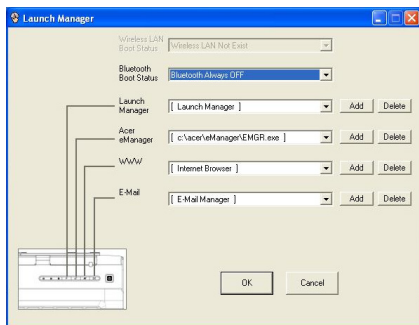 Launch Manager
Wireless LAN
Boot Status
Wireless LAN Not Exist
Bluetooth
Boot Status
Bluetooth Always OFF
Launch
Manager
[ Launch Manager ]
Add
Delete
Acer
eManager
[ c:\acer\eManager\EMGR.exe ]
Add
Delete
WWW
[ Internet Browser ]
Add
Delete
E-Mail
[ E-Mail Manager ]
Add
Delete
OK
Cancel